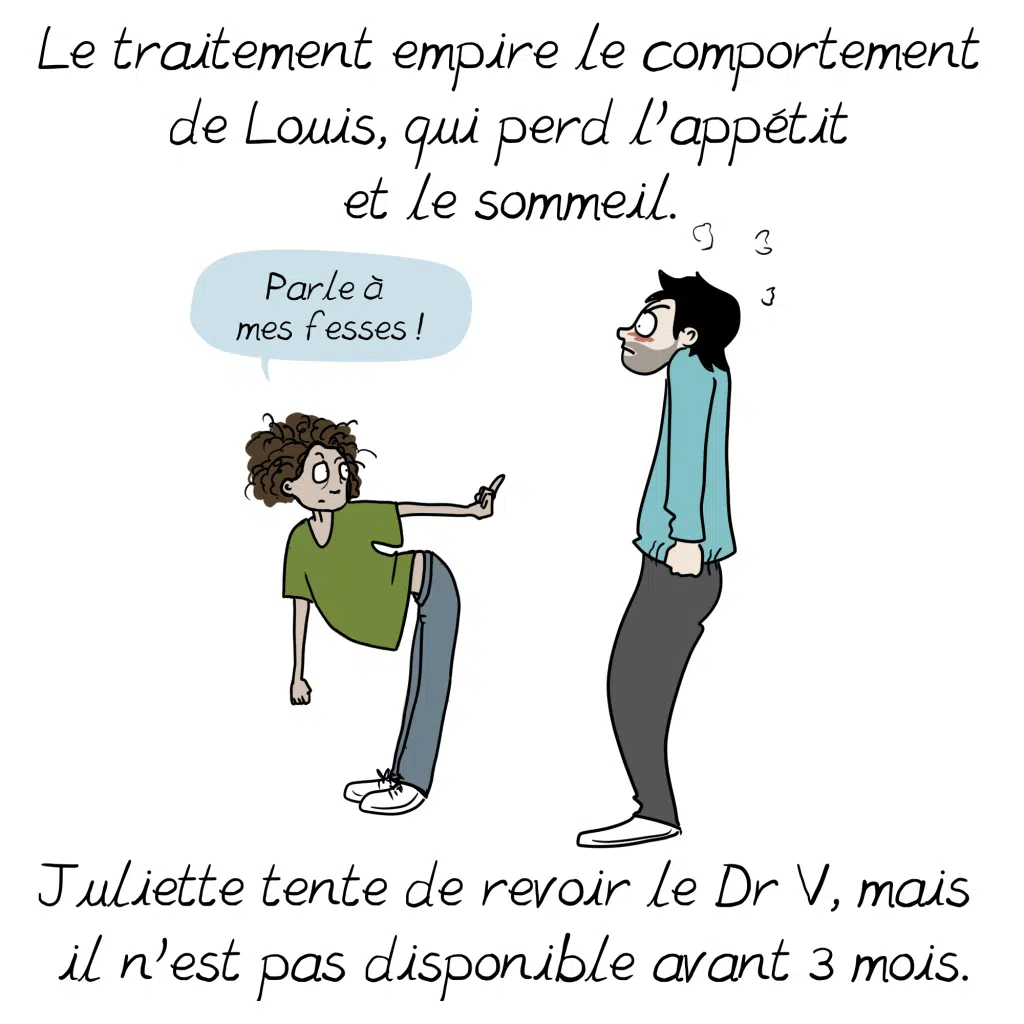 Le traitement empire le comportement
de Louis, qui perd l'appétit
et le sommeil.
Parle à
mes fesses !
Juliette tente de revoir le Dr V, mais
il n'est pas disponible avant 3 mois.